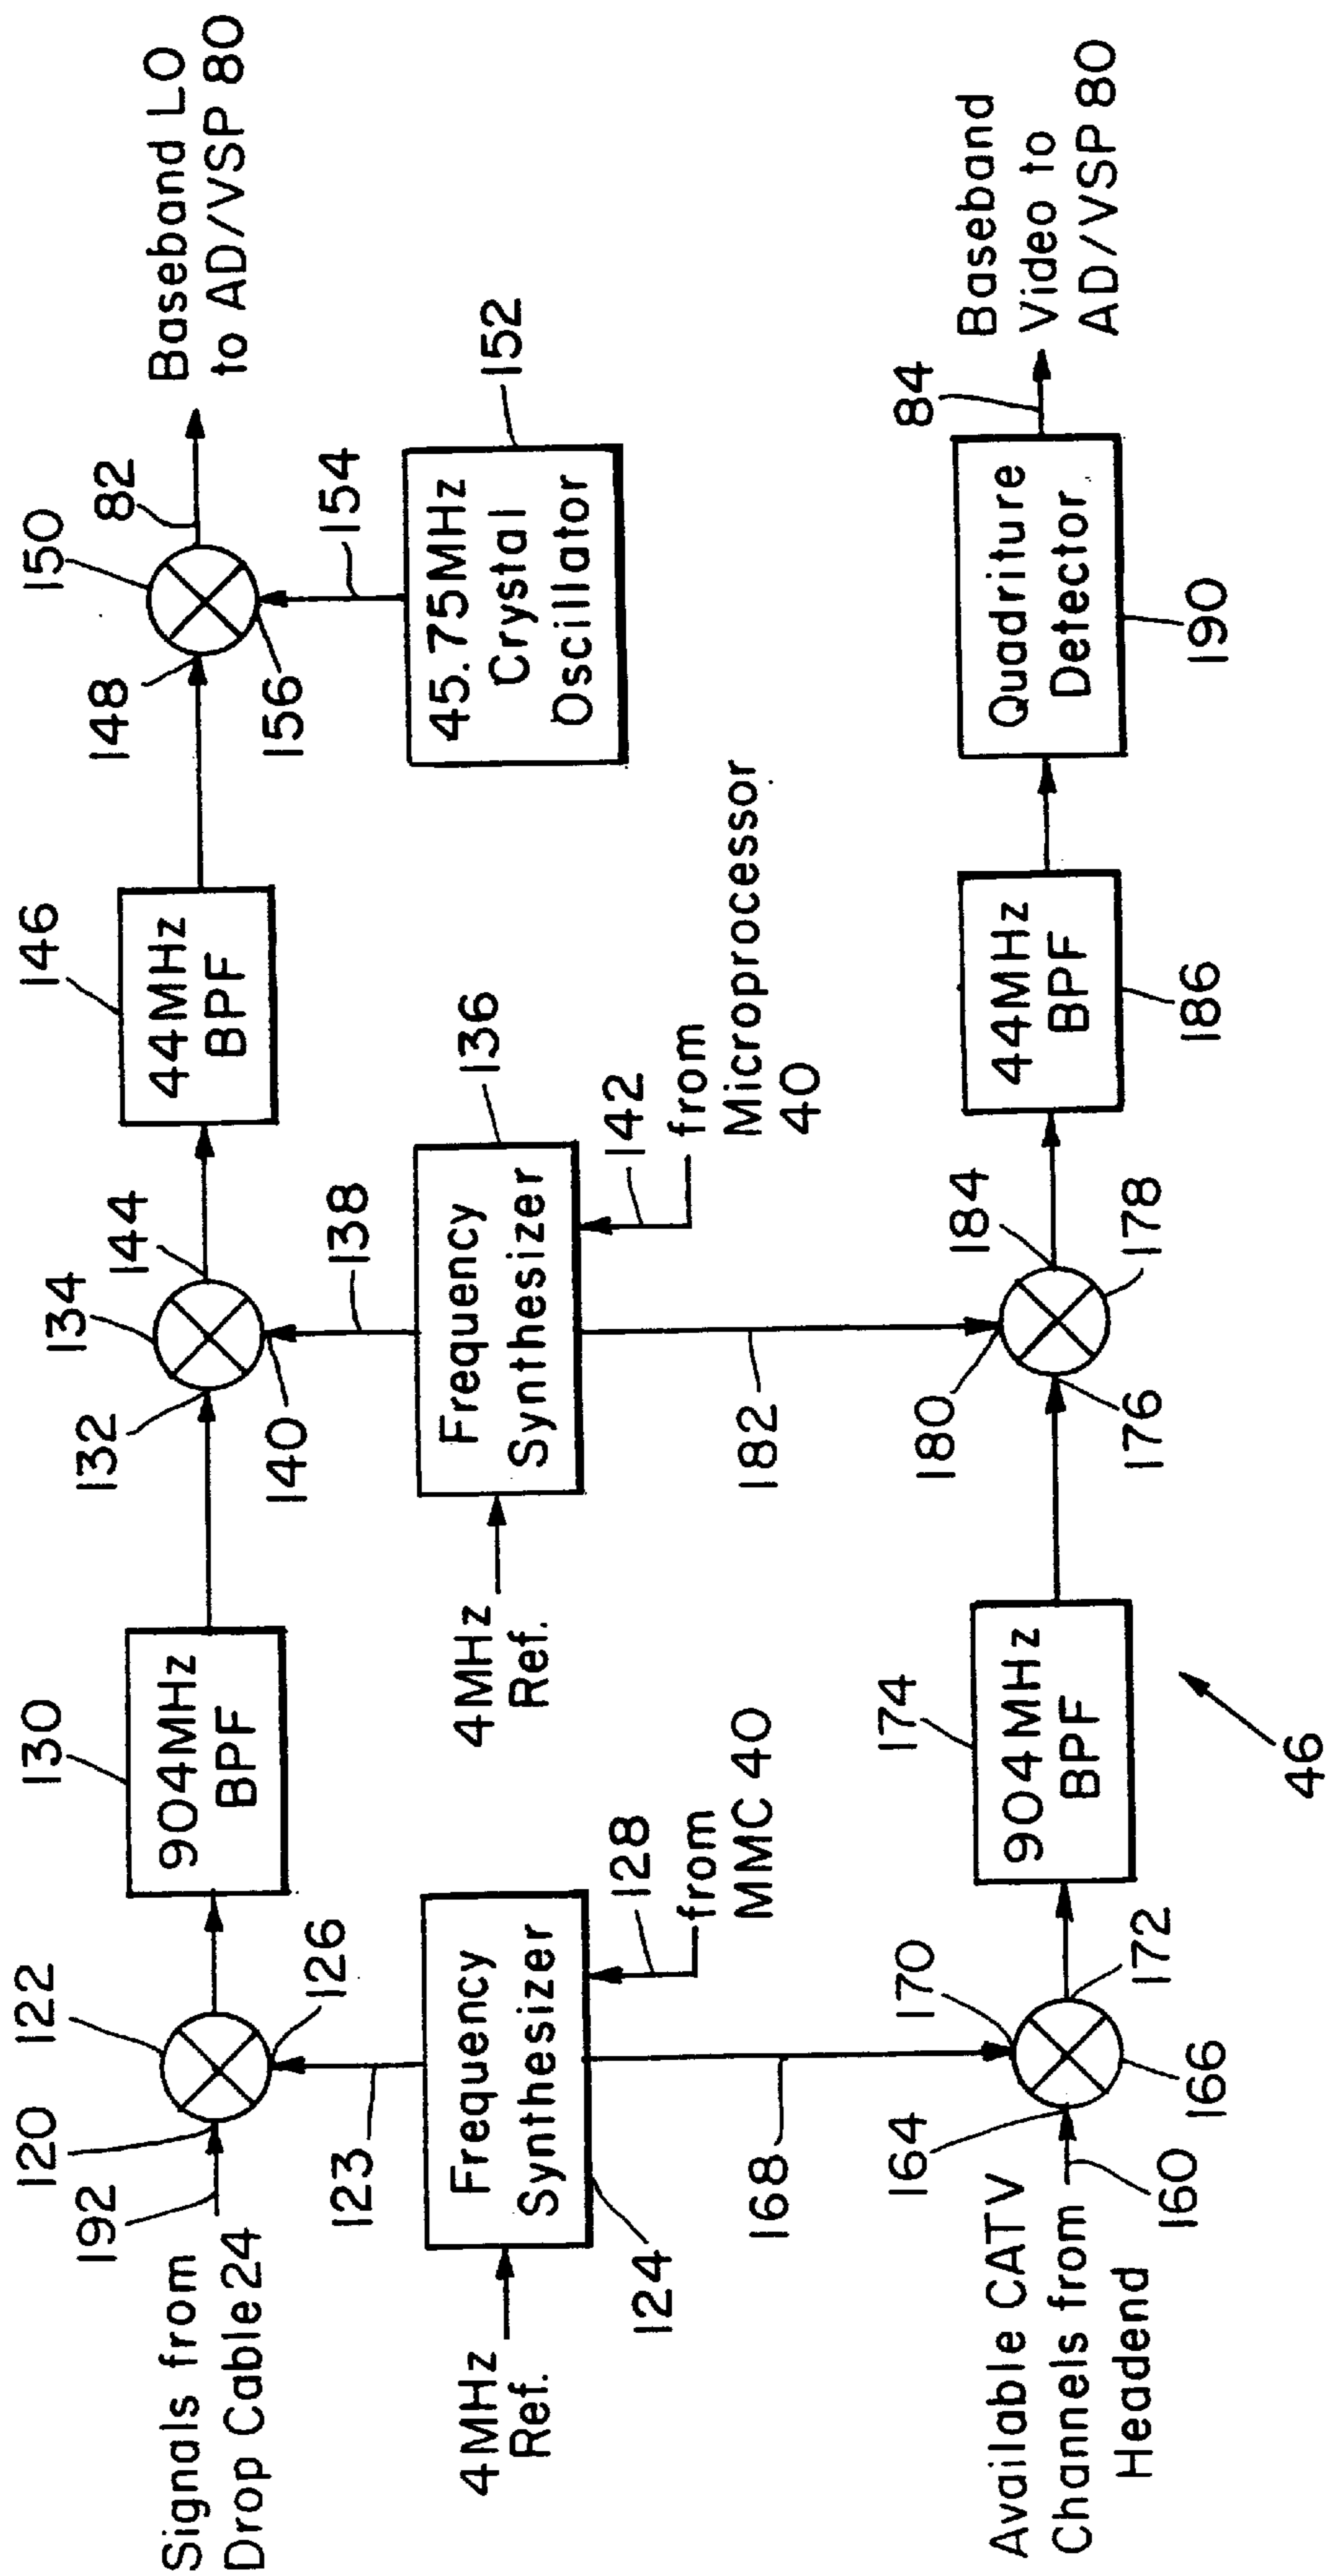 Signals from
Drop Cable 24
192
120
122
126
123
130
904MHz
BPF
132
134
140
144
138
146
44MHz
BPF
148
150
156
82
Baseband LO
to AD/VSP 80
154
152
45.75MHz
Crystal
Oscillator
4MHz
Ref.
Frequency
Synthesizer
124
128
from
MMC 40
168
4MHz
Ref.
Frequency
Synthesizer
136
142
from
Microprocessor
40
182
Available CATV
Channels from
Headend
160
164
170
166
172
174
904MHz
BPF
176
180
178
184
44MHz
BPF
186
Quadriture
Detector
190
84
Baseband
Video to
AD/VSP 80
46